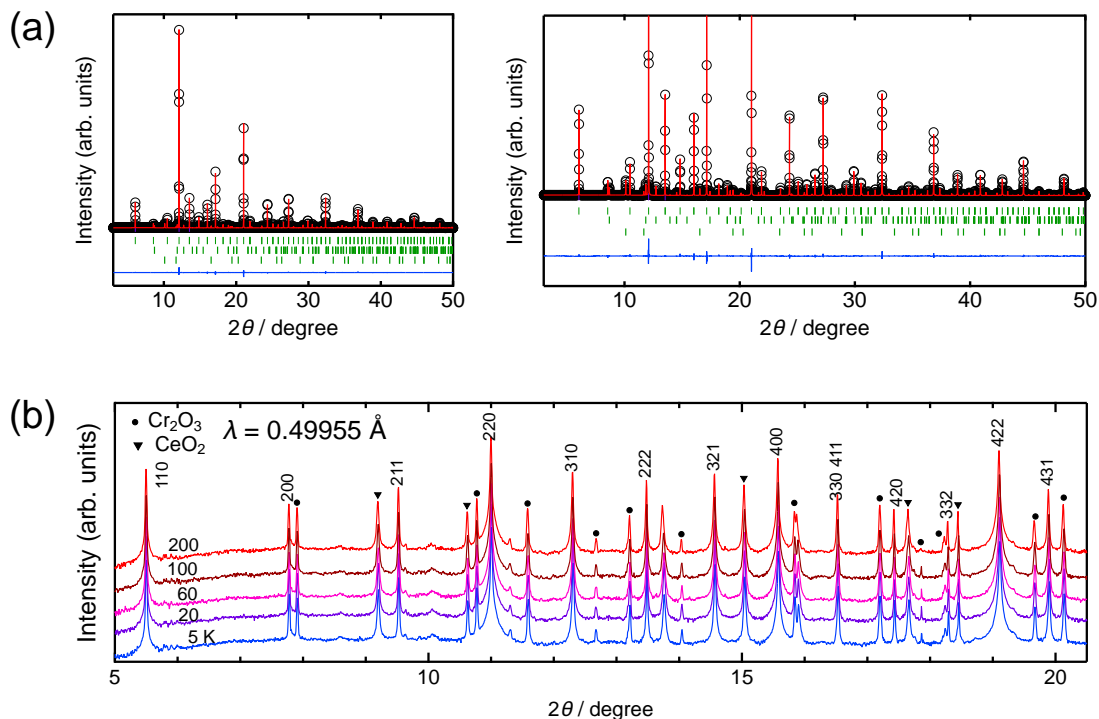 (a)
Intensity (arb. units)
10 20 30 40 50
2θ / degree
Intensity (arb. units)
10 20 30 40 50
2θ / degree
(b)
Intensity (arb. units)
● Cr₂O₃
▼ CeO₂
λ = 0.49955 Å
110 200 211 220 310 222 321 400 330 411 420 332 422 431
200
100
60
20
5 K
5 10 15 20
2θ / degree